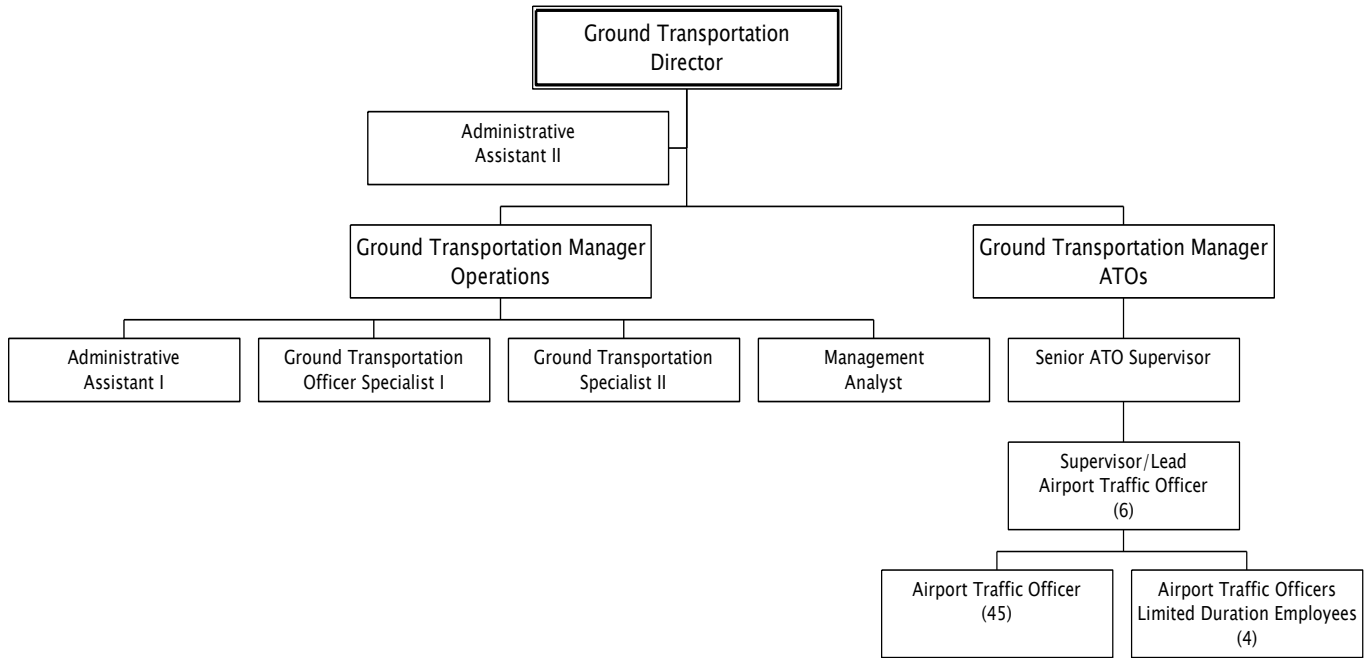 Ground Transportation
Director
Administrative
Assistant II
Ground Transportation Manager
Operations
Ground Transportation Manager
ATOs
Administrative
Assistant I
Ground Transportation
Officer Specialist I
Ground Transportation
Specialist II
Management
Analyst
Senior ATO Supervisor
Supervisor/Lead
Airport Traffic Officer
(6)
Airport Traffic Officer
(45)
Airport Traffic Officers
Limited Duration Employees
(4)